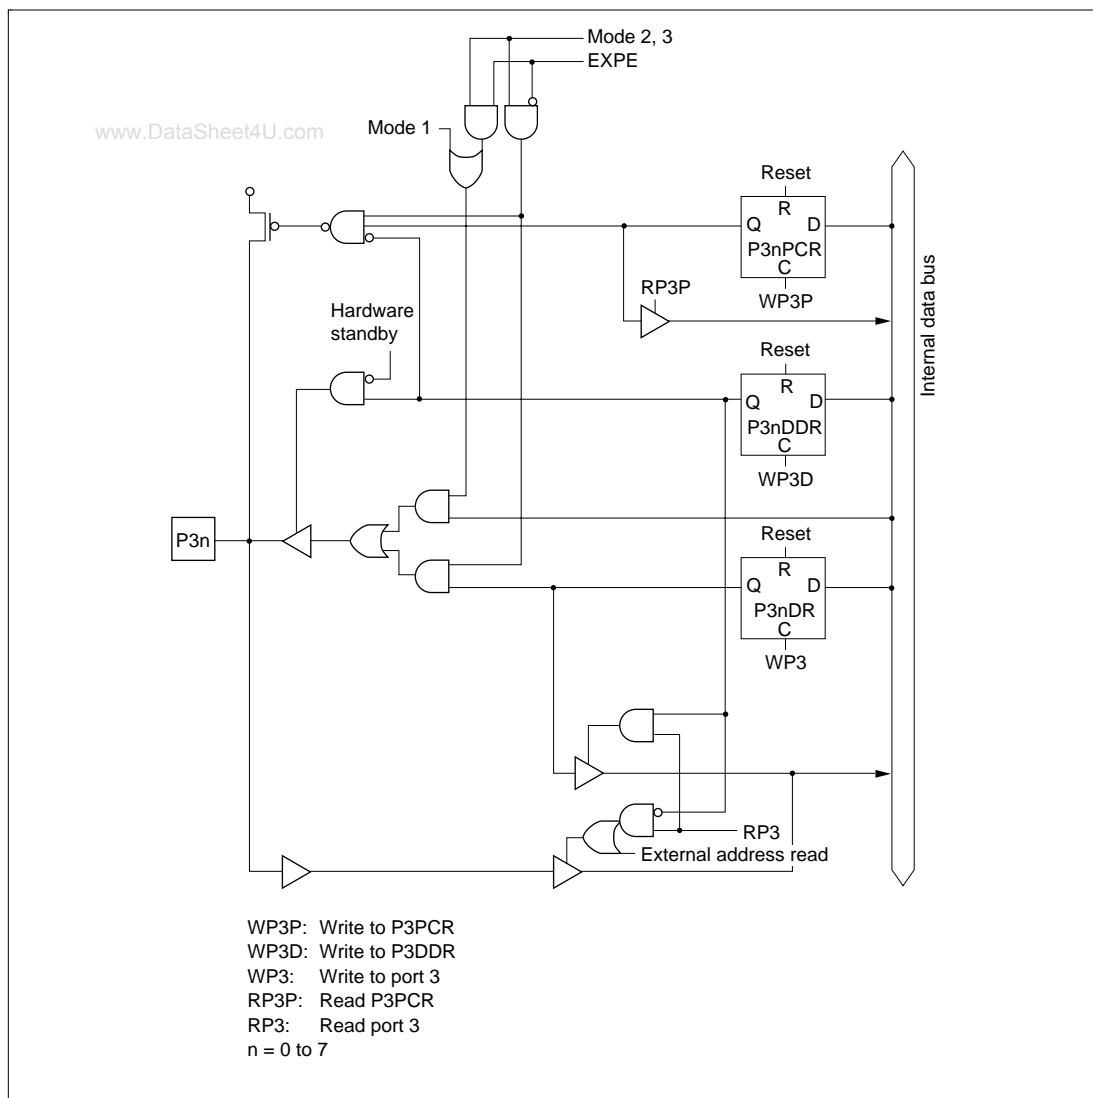 Mode 2, 3
EXPE
www.DataSheet4U.com
Mode 1
Reset
R
Q D
P3nPCR
C
WP3P
RP3P
Hardware
standby
Internal data bus
Reset
R
Q D
P3nDDR
C
WP3D
P3n
Reset
R
Q D
P3nDR
C
WP3
RP3
External address read
WP3P: Write to P3PCR
WP3D: Write to P3DDR
WP3: Write to port 3
RP3P: Read P3PCR
RP3: Read port 3
n = 0 to 7